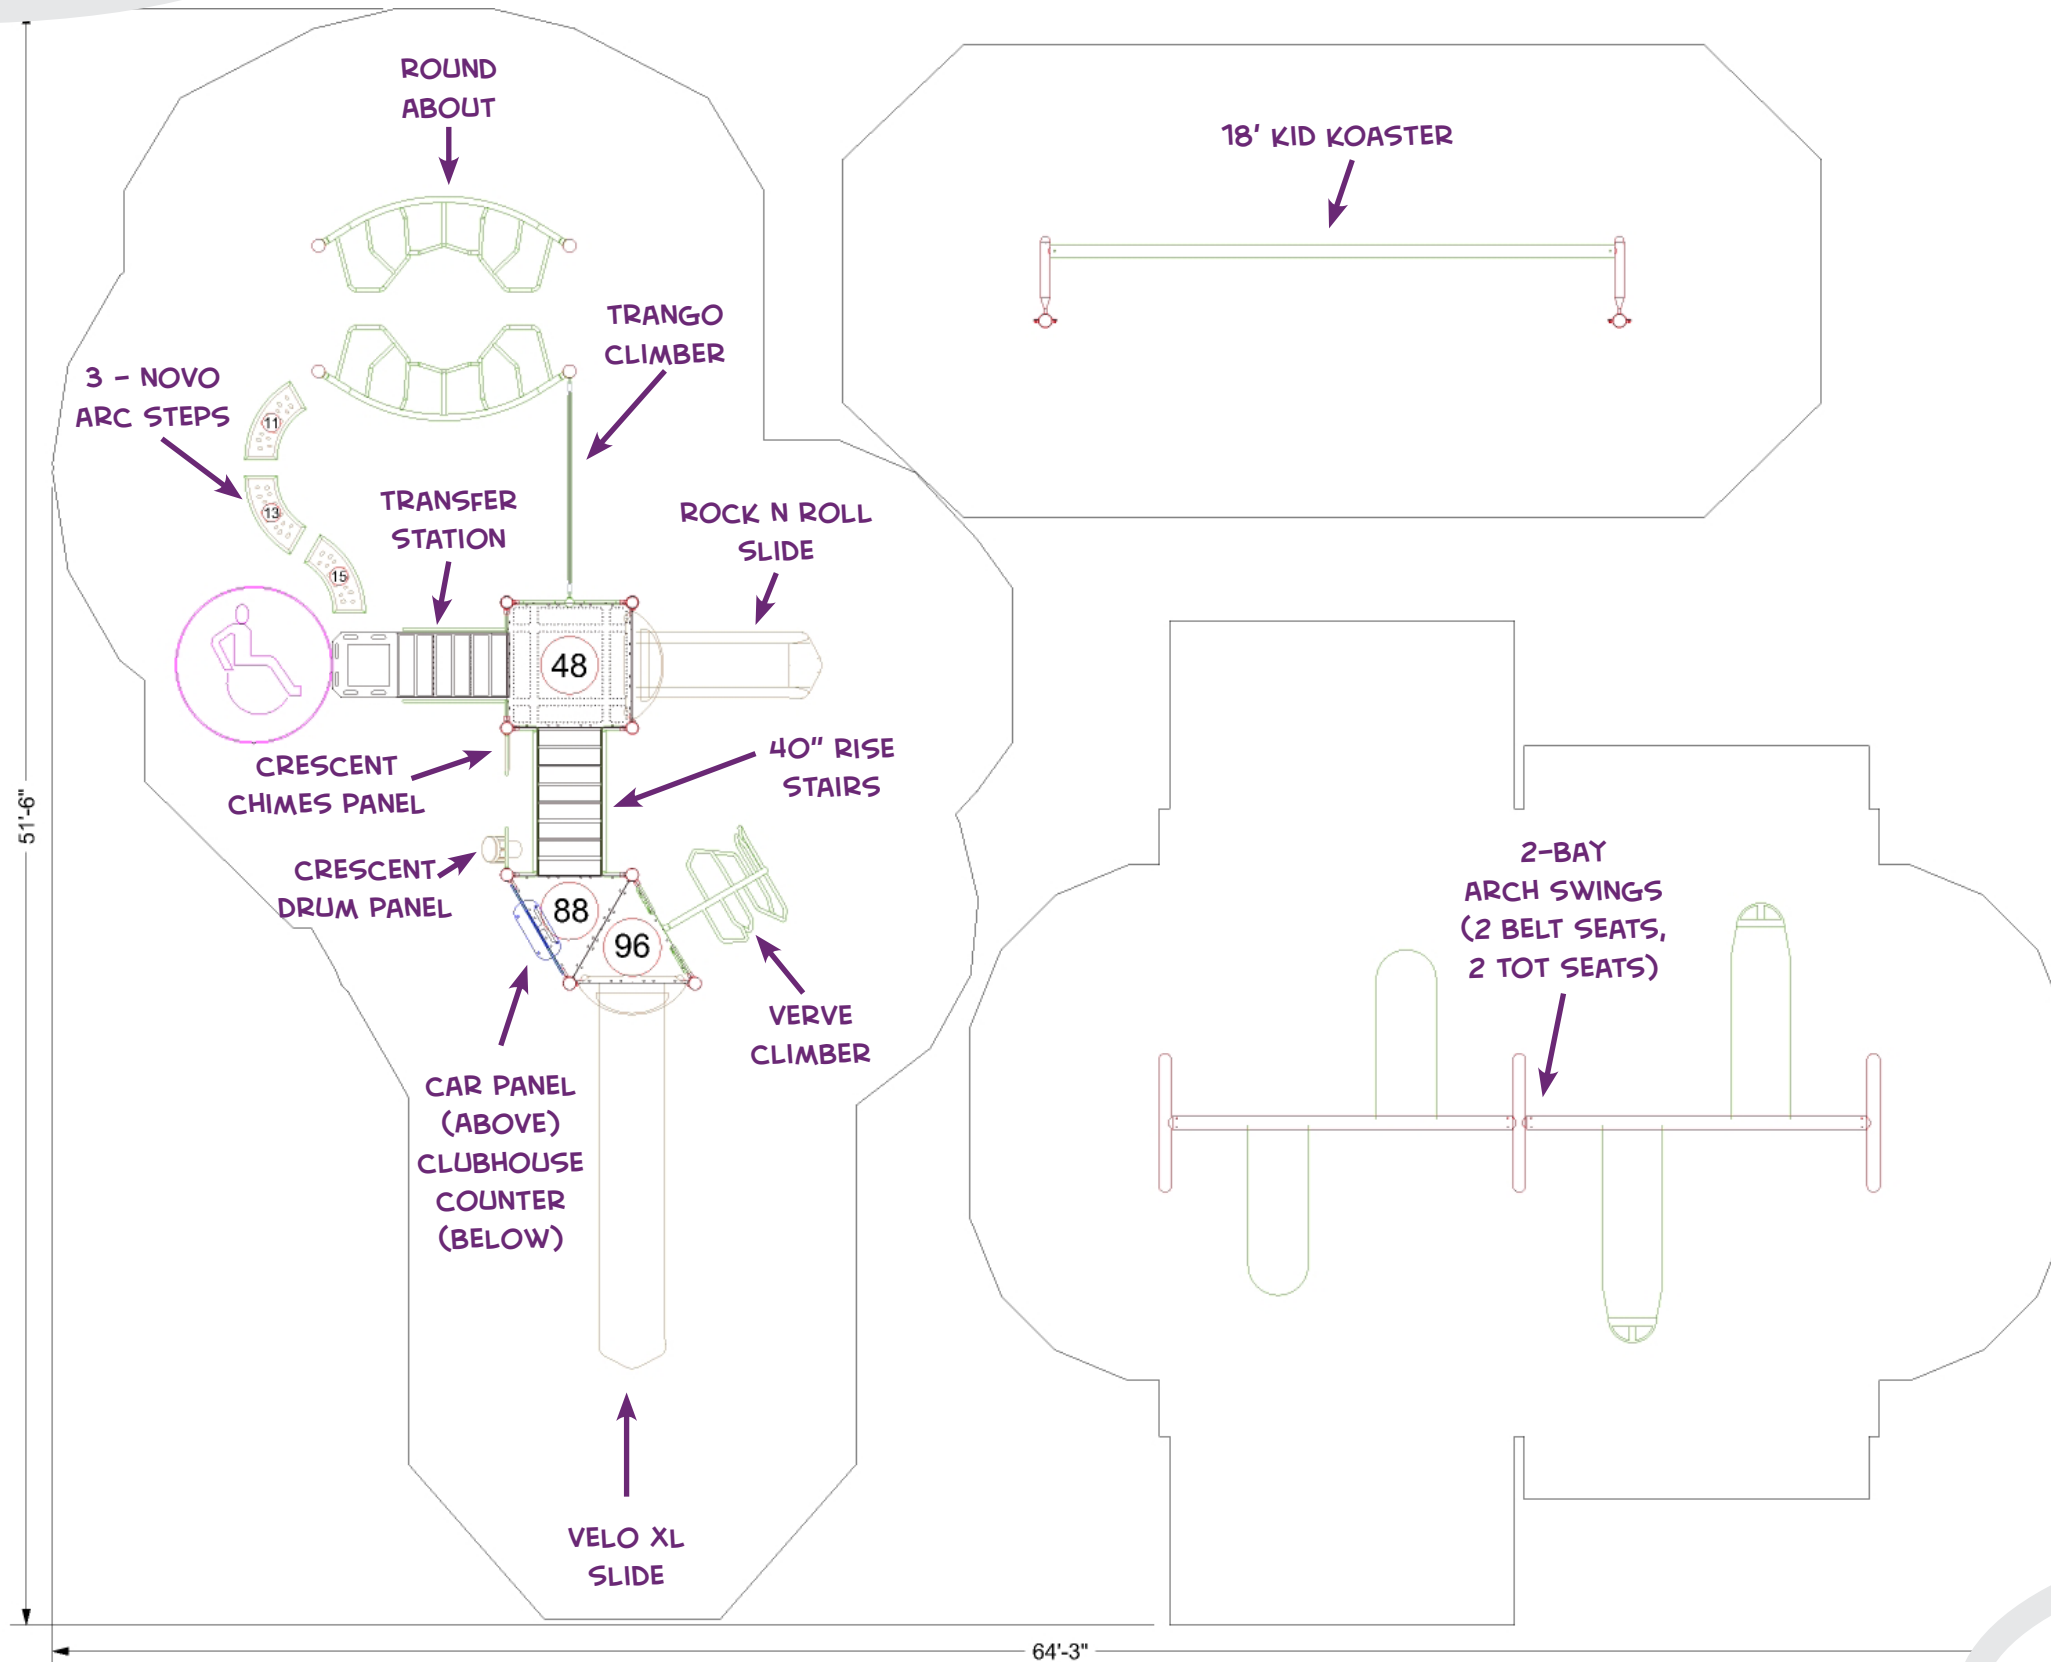 ROUND
ABOUT
18' KID KOASTER
TRANGO
CLIMBER
3 - NOVO
ARC STEPS
11
13
15
TRANSFER
STATION
ROCK N ROLL
SLIDE
48
CRESCENT
CHIMES PANEL
40" RISE
STAIRS
51'-6"
CRESCENT
DRUM PANEL
88
96
2-BAY
ARCH SWINGS
(2 BELT SEATS,
2 TOT SEATS)
VERVE
CLIMBER
CAR PANEL
(ABOVE)
CLUBHOUSE
COUNTER
(BELOW)
VELO XL
SLIDE
64'-3"